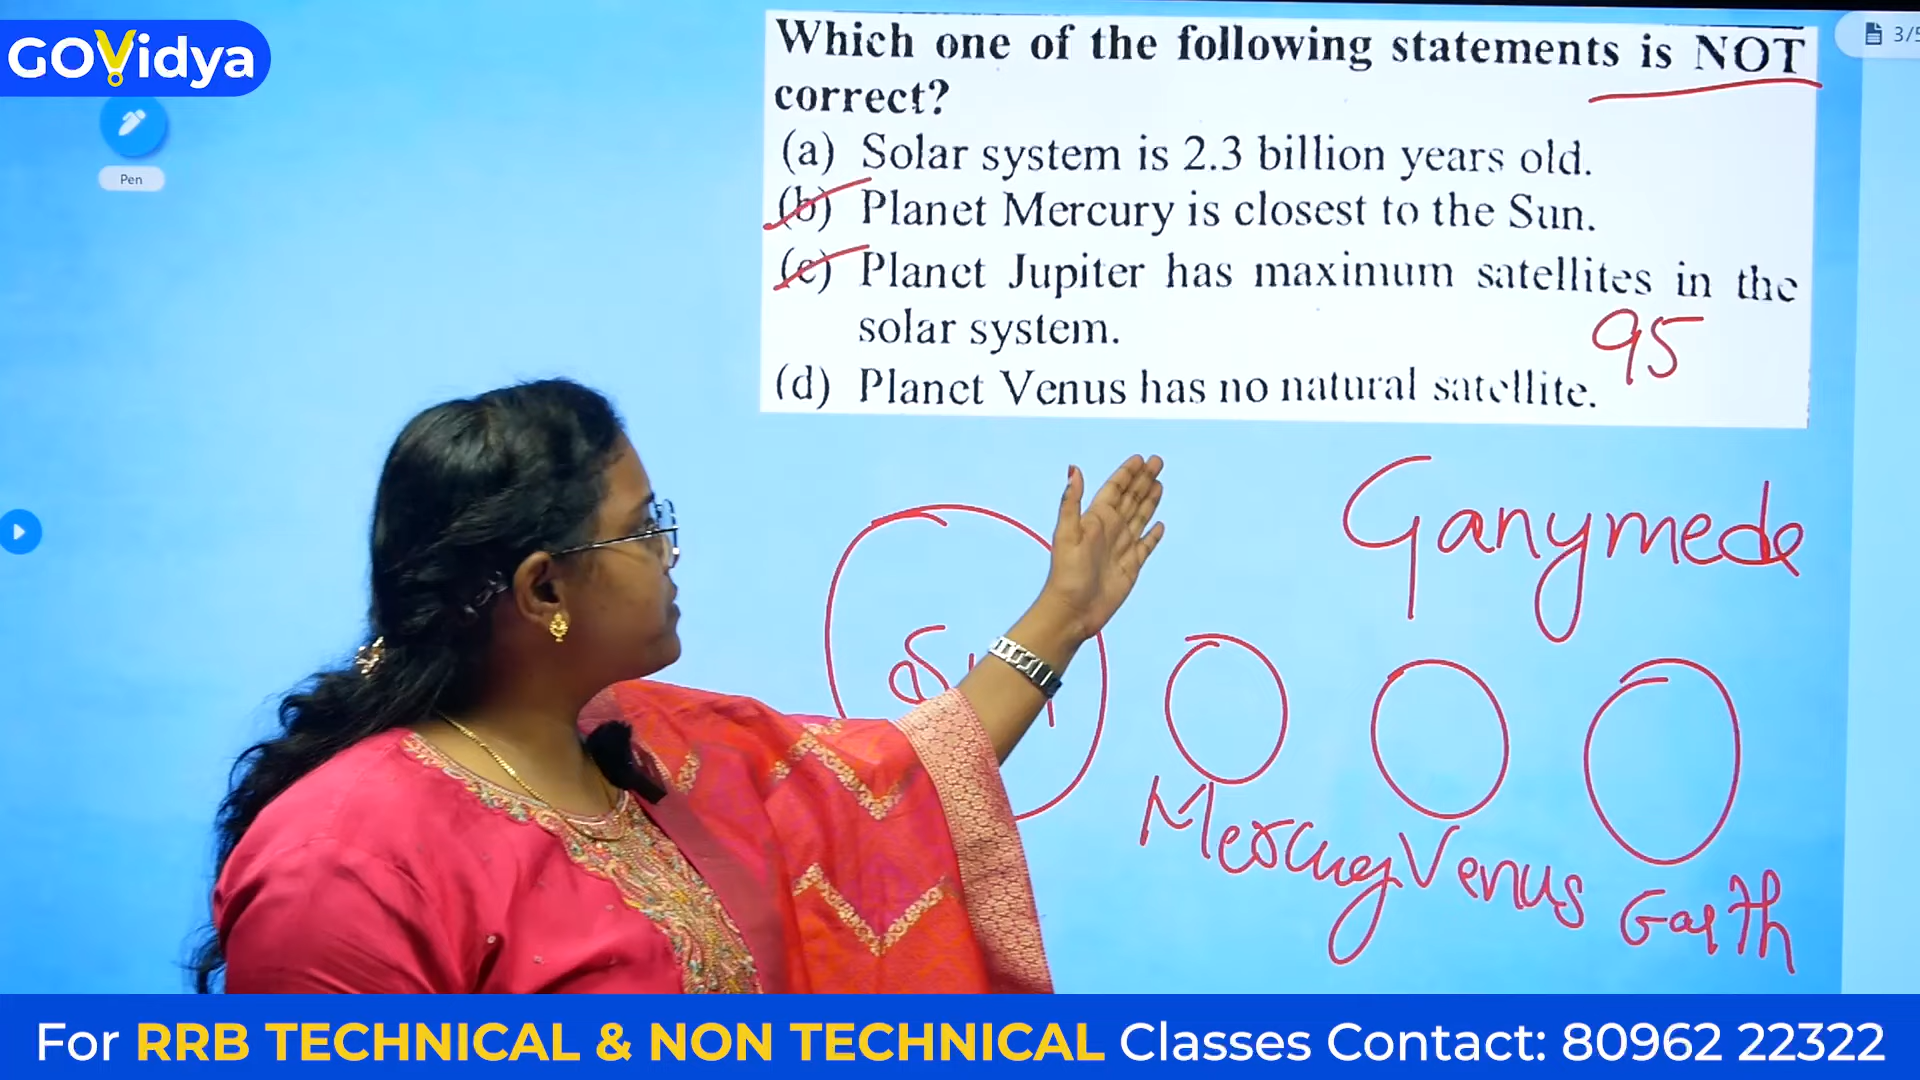 GOVidya
3/5
Pen
Which one of the following statements is NOT
correct?
(a) Solar system is 2.3 billion years old.
(b) Planet Mercury is closest to the Sun.
(c) Planet Jupiter has maximum satellites in the
solar system.
95
(d) Planet Venus has no natural satellite.
Ganymede
Mercury Venus Earth
For RRB TECHNICAL & NON TECHNICAL Classes Contact: 80962 22322